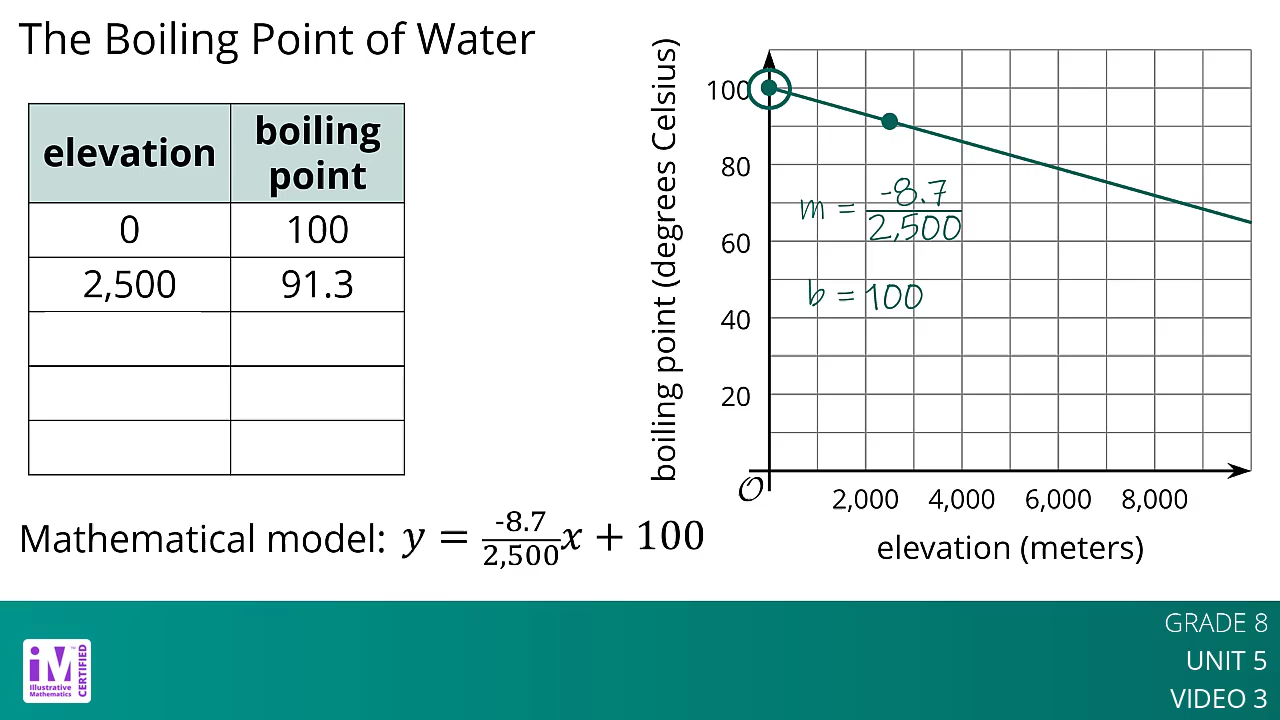 The Boiling Point of Water
elevation
boiling
point
0
100
2,500
91.3
Mathematical model: y = -8.7/2,500 x + 100
boiling point (degrees Celsius)
100
80
60
40
20
m = -8.7/2,500
b = 100
O
2,000 4,000 6,000 8,000
elevation (meters)
iM
Illustrative
Mathematics
CERTIFIED
GRADE 8
UNIT 5
VIDEO 3